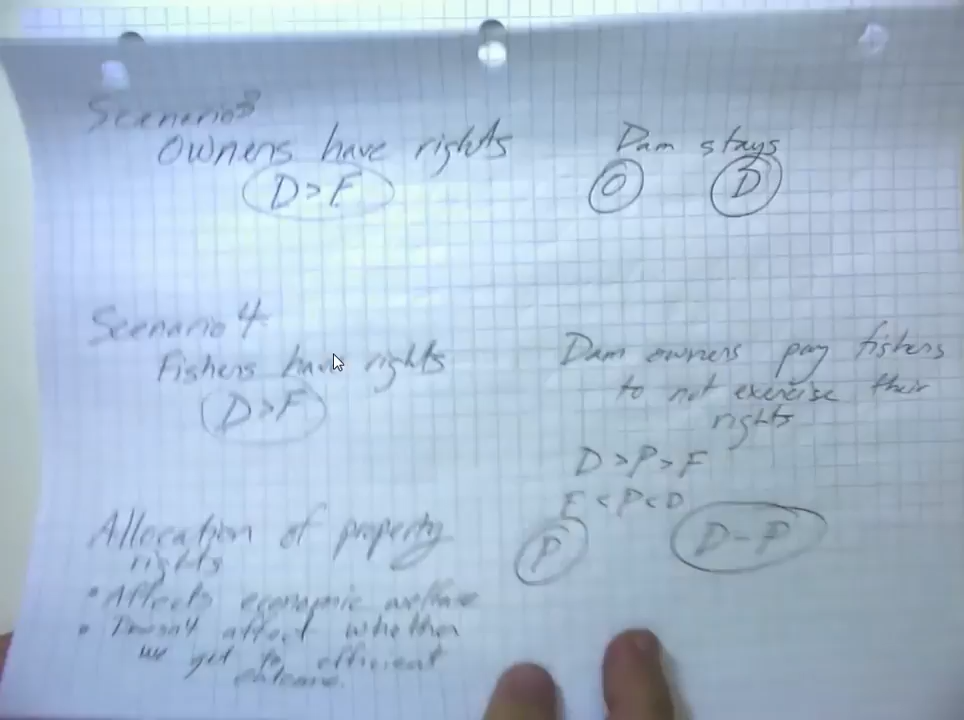 Scenario 3
Owners have rights
D > F
Dam stays
O
D
Scenario 4
Fishers have rights
D > F
Dam owners pay fishers
to not exercise their
rights
D > P > F
F < P < D
P
D - P
Allocation of property
rights
• Affects economic welfare
• Doesn't affect whether
we get to efficient
outcome.